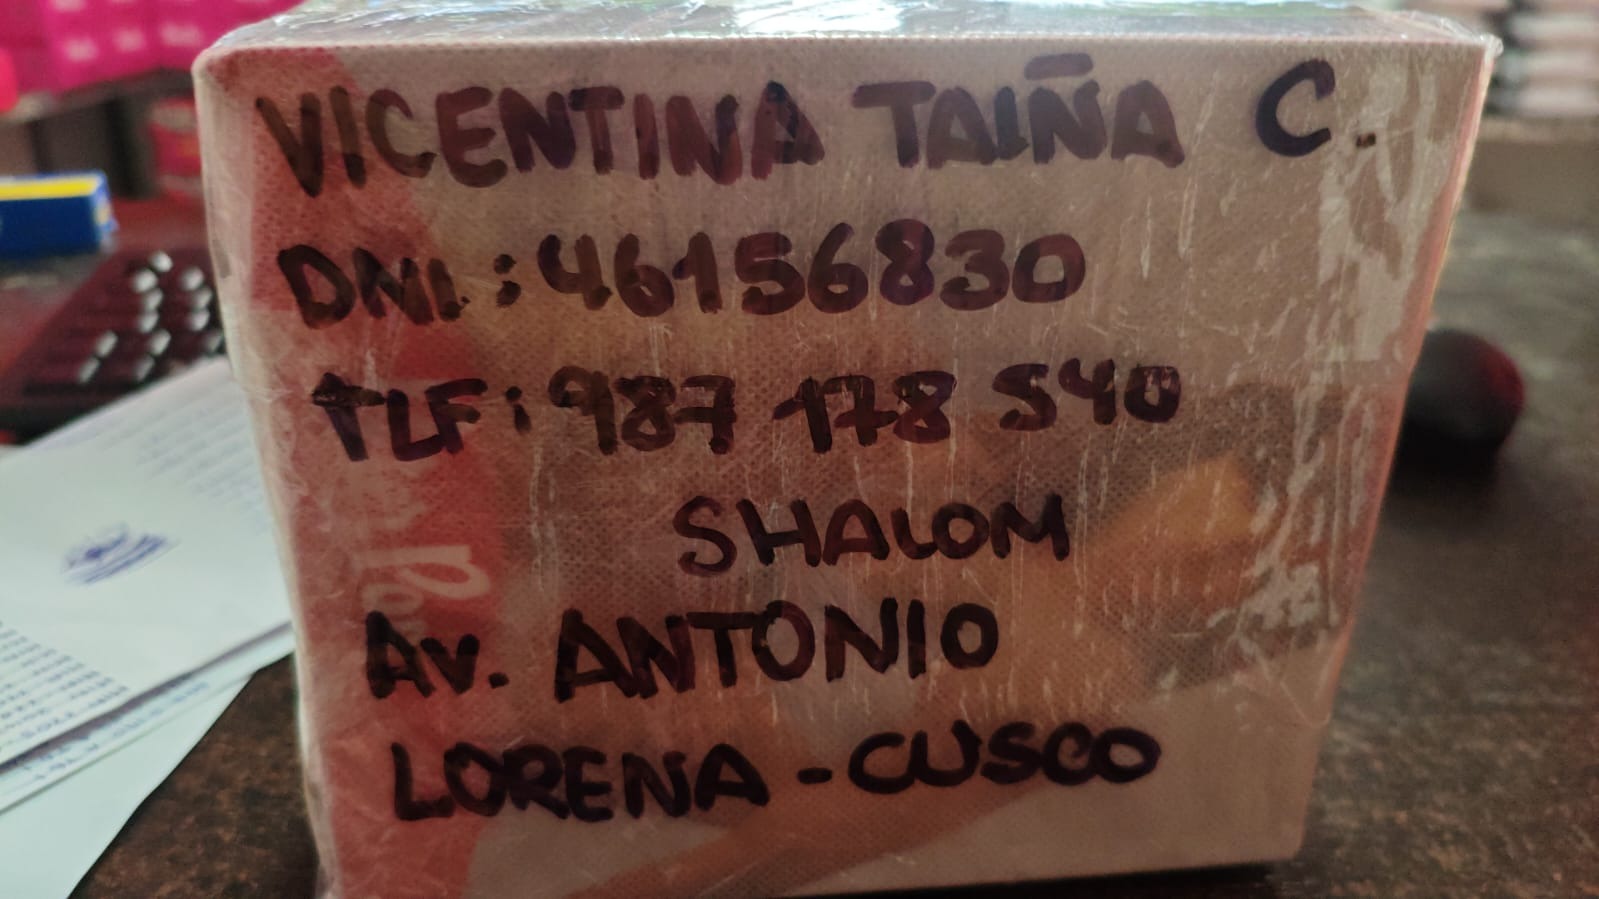 VICENTINA TAIÑA C.
DNI: 46156830
TLF: 987 178 540
SHALOM
AV. ANTONIO
LORENA - CUSCO